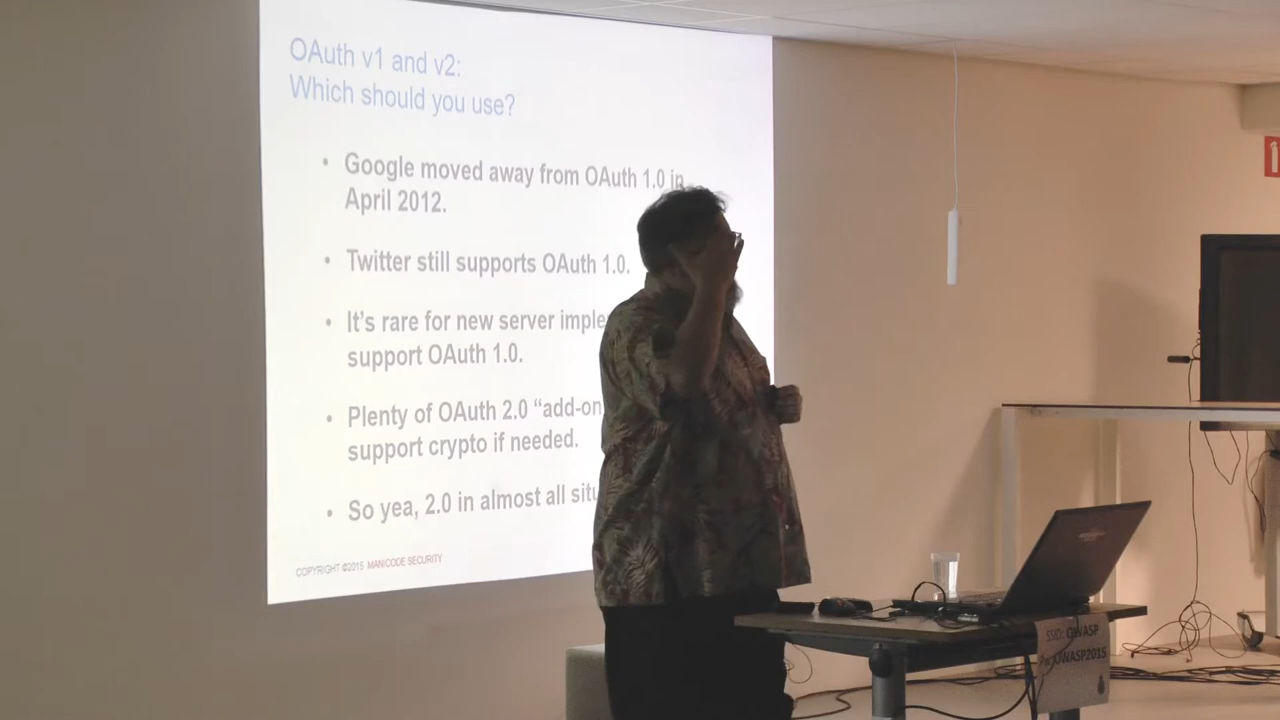 OAuth v1 and v2:
Which should you use?
• Google moved away from OAuth 1.0 in
April 2012.
• Twitter still supports OAuth 1.0.
• It's rare for new server imple
support OAuth 1.0.
• Plenty of OAuth 2.0 “add-on
support crypto if needed.
• So yea, 2.0 in almost all situ
COPYRIGHT ©2015 MANICODE SECURITY
SSID: OWASP
OWASP2015